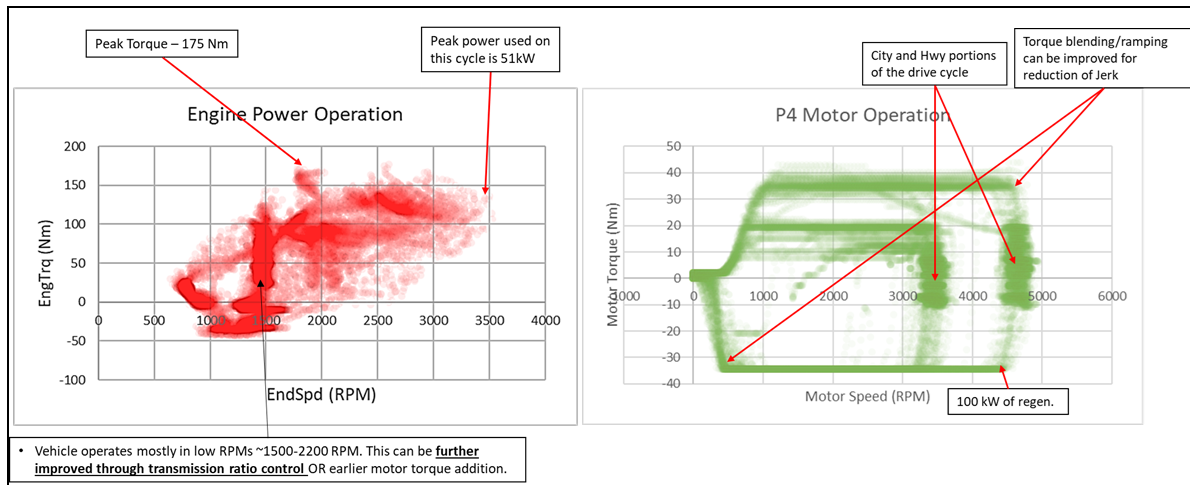 Peak Torque – 175 Nm
Peak power used on
this cycle is 51kW
City and Hwy portions
of the drive cycle
Torque blending/ramping
can be improved for
reduction of Jerk
Engine Power Operation
200
150
100
50
0
-50
-100
EngTrq (Nm)
0
500
1000
1500
2000
2500
3000
3500
4000
EndSpd (RPM)
P4 Motor Operation
50
40
30
20
10
0
-10
-20
-30
-40
Motor Torque (Nm)
1000
0
1000
2000
3000
4000
5000
6000
Motor Speed (RPM)
100 kW of regen.
• Vehicle operates mostly in low RPMs ~1500-2200 RPM. This can be further
improved through transmission ratio control OR earlier motor torque addition.